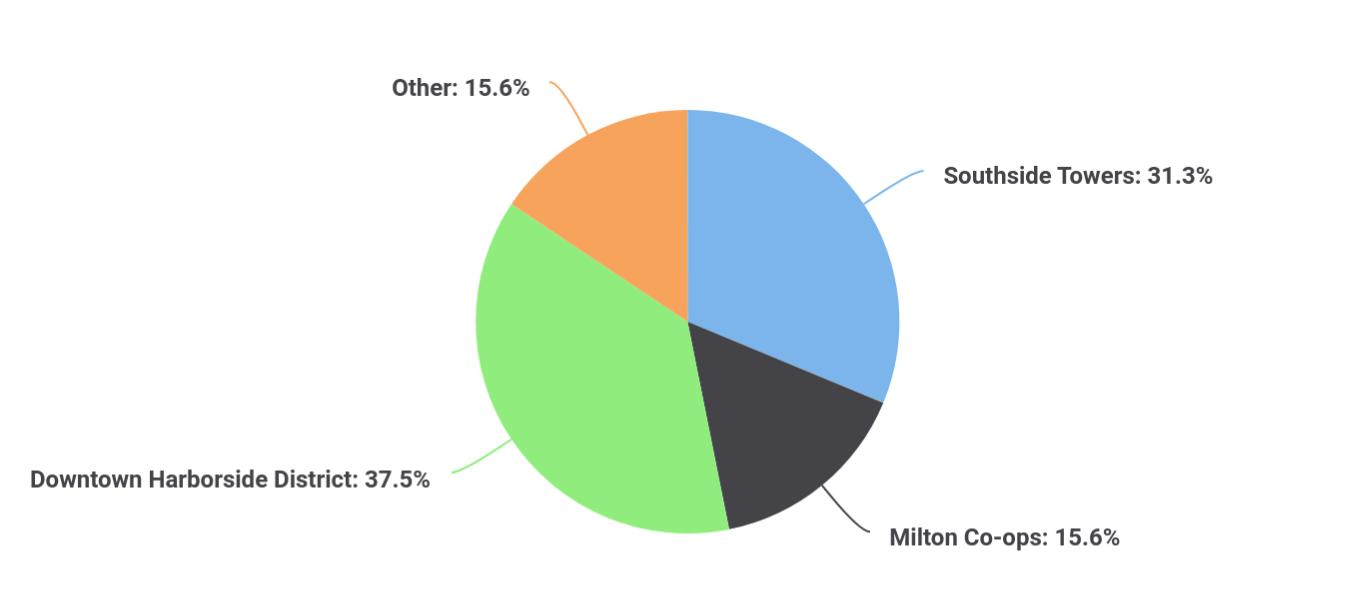 Other: 15.6%
Southside Towers: 31.3%
Downtown Harborside District: 37.5%
Milton Co-ops: 15.6%